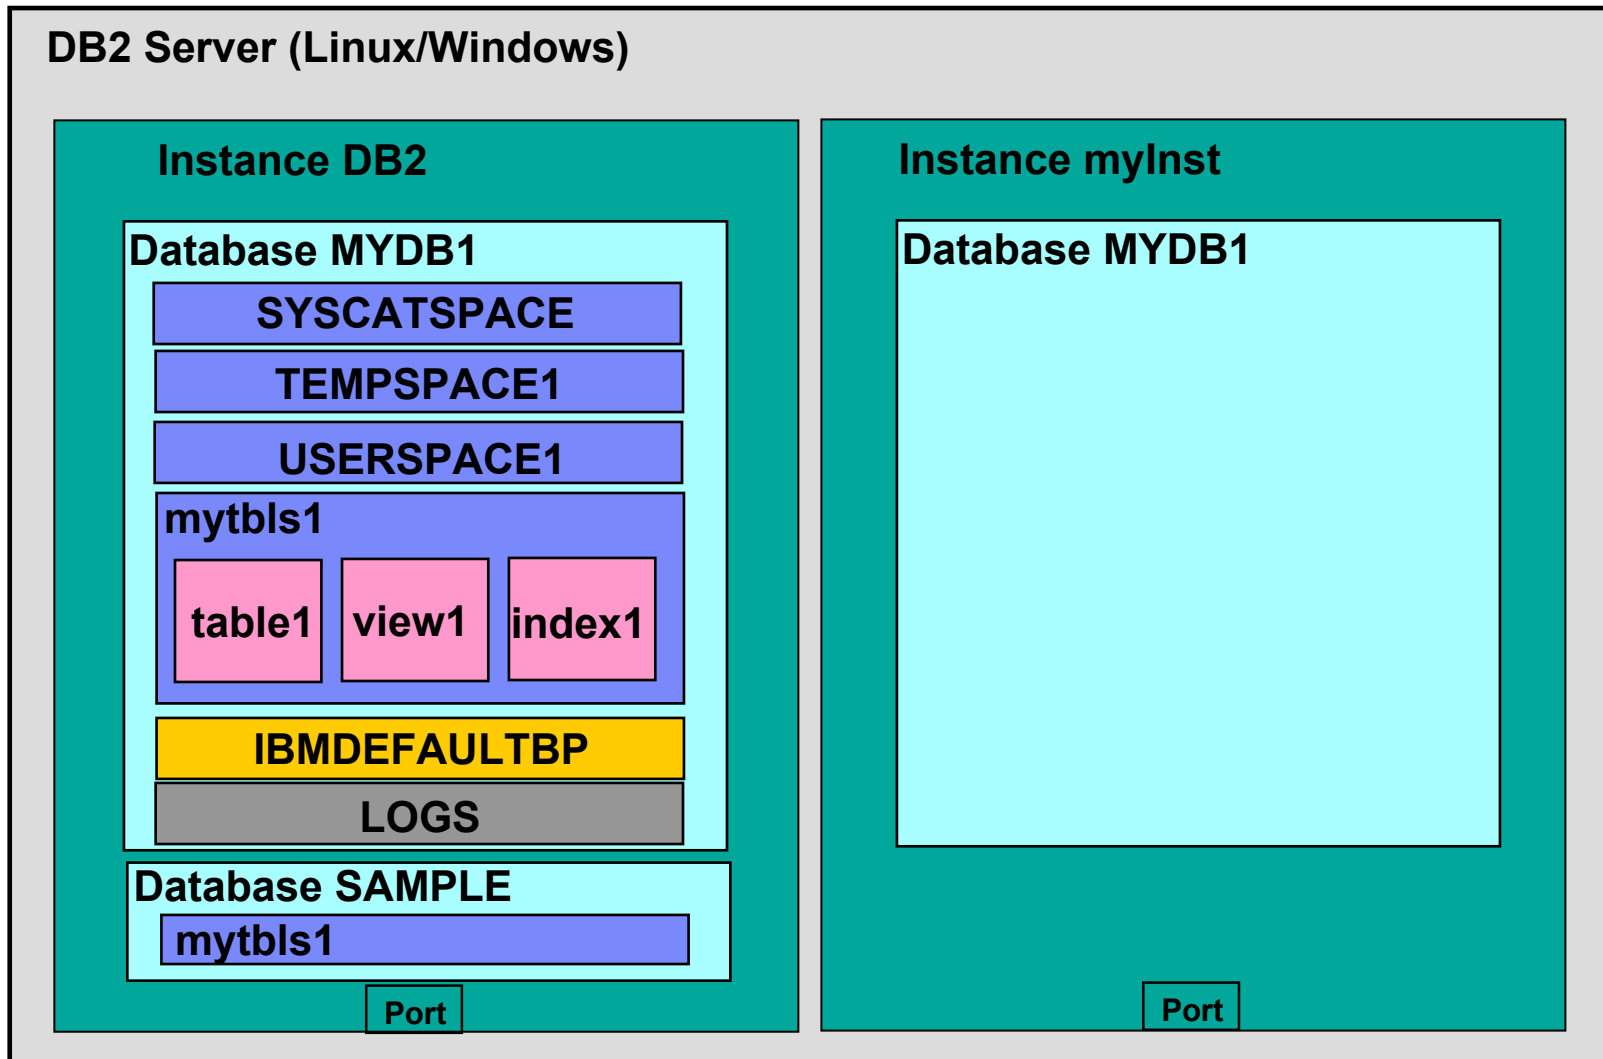 DB2 Server (Linux/Windows)
Instance DB2
Database MYDB1
SYSCATSPACE
TEMPSPACE1
USERSPACE1
mytbls1
table1
view1
index1
IBMDEFAULTBP
LOGS
Database SAMPLE
mytbls1
Port
Instance myInst
Database MYDB1
Port